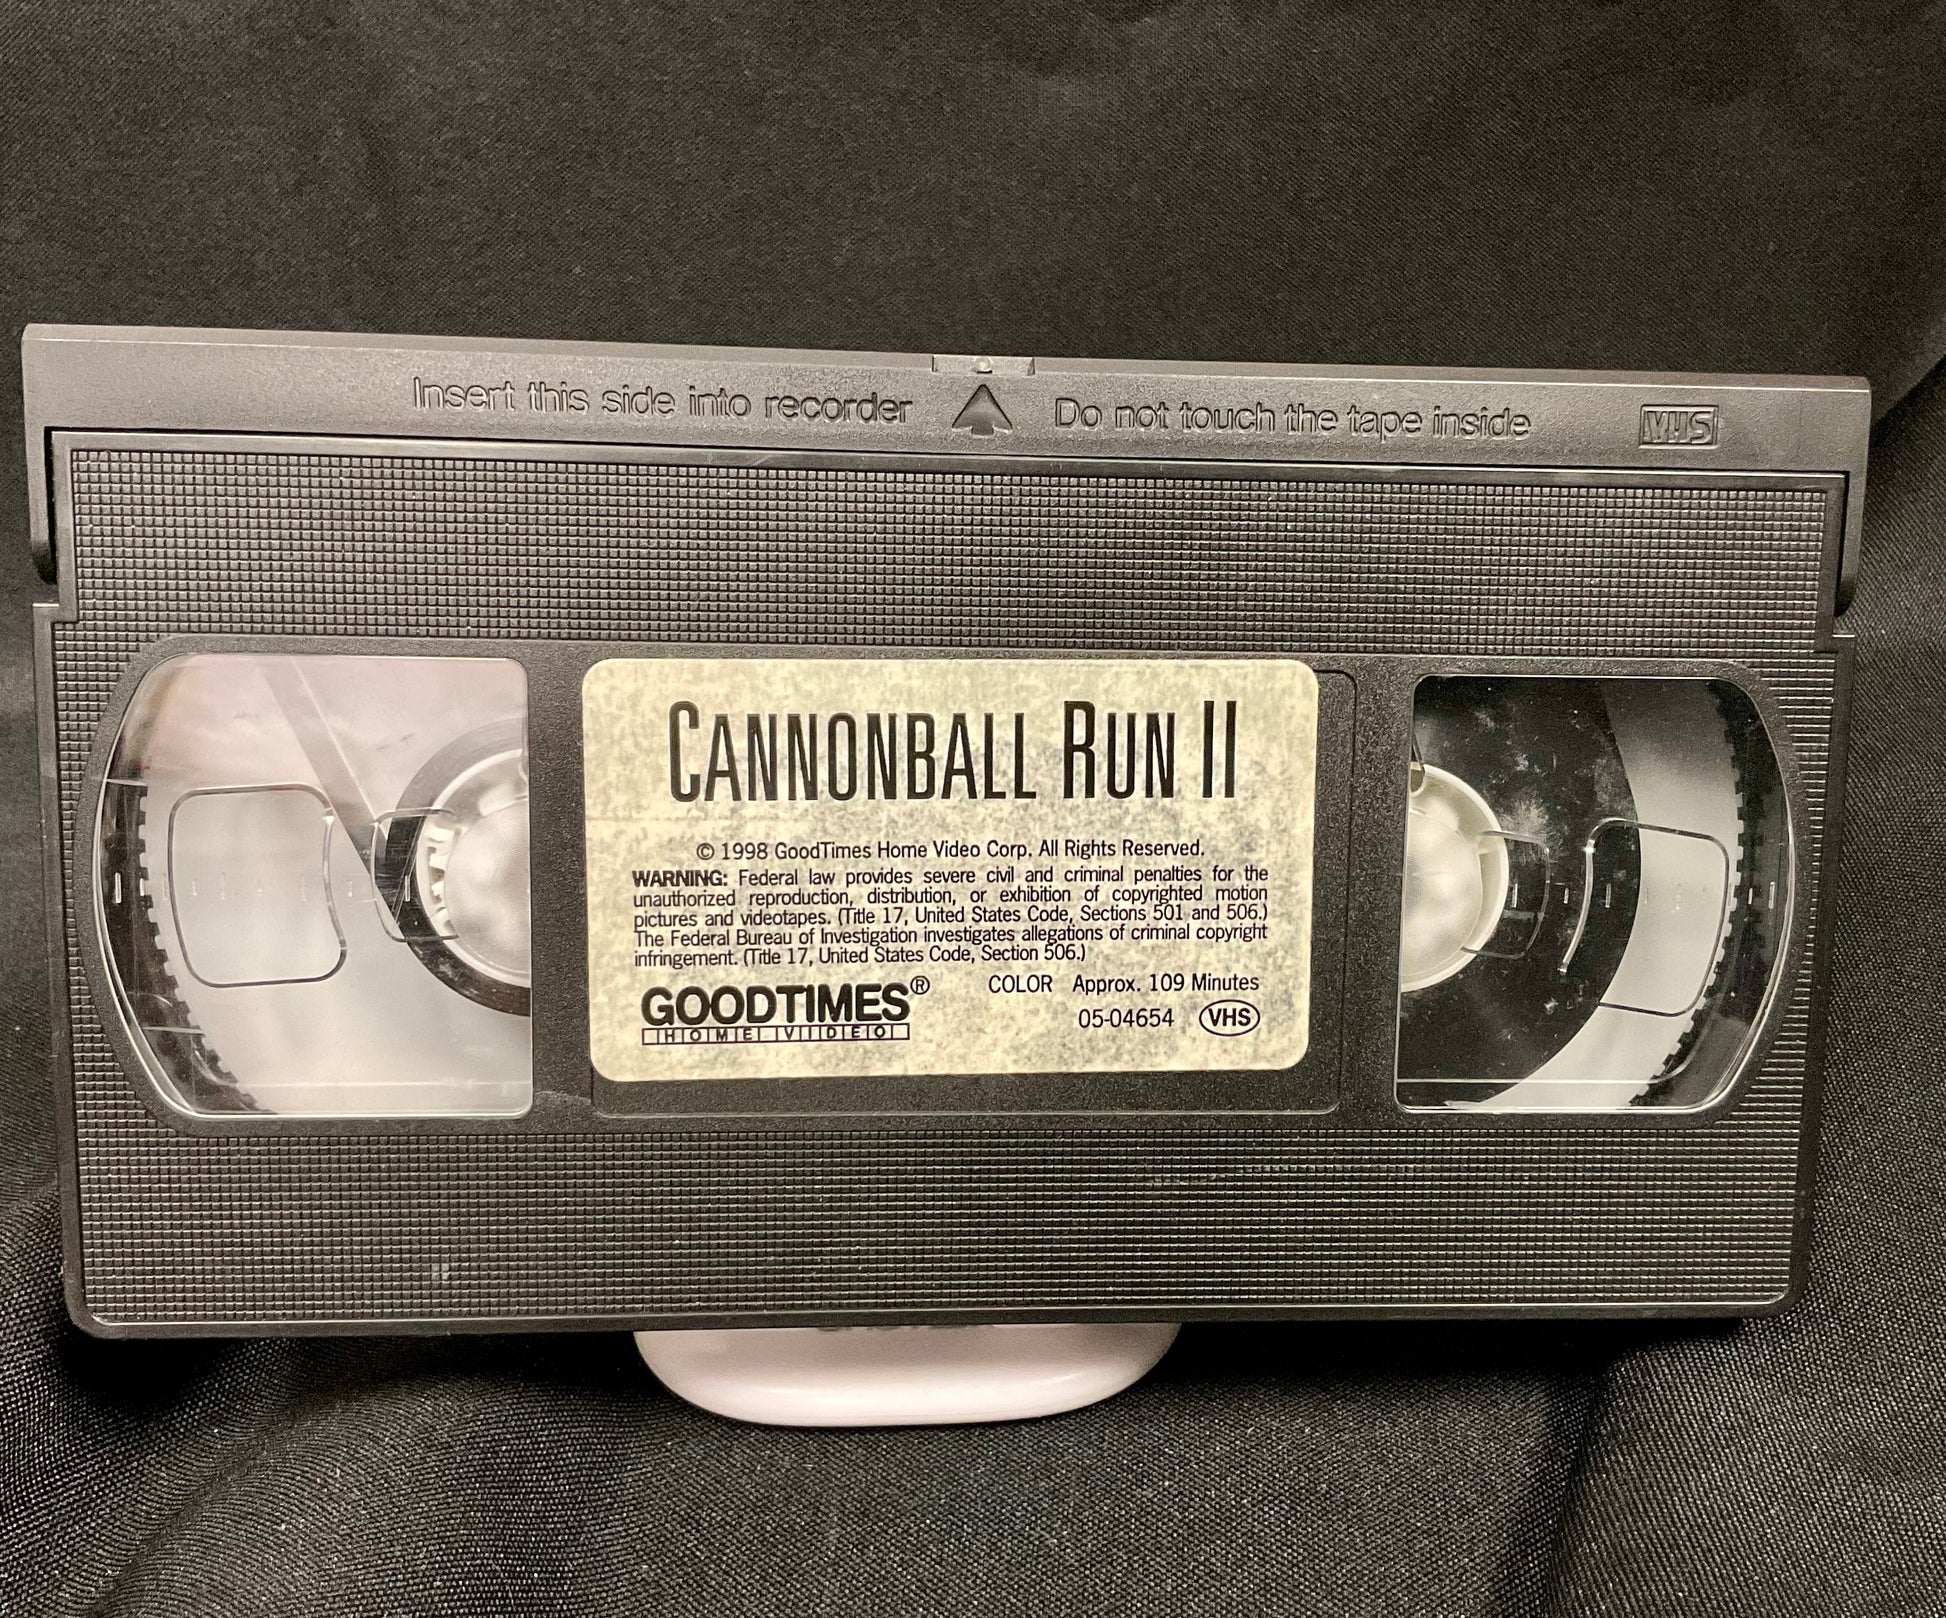 Insert this side into recorder Do not touch the tape inside VHS
CANNONBALL RUN II
© 1998 GoodTimes Home Video Corp. All Rights Reserved.
WARNING: Federal law provides severe civil and criminal penalties for the
unauthorized reproduction, distribution, or exhibition of copyrighted motion
pictures and videotapes. (Title 17, United States Code, Sections 501 and 506.)
The Federal Bureau of Investigation investigates allegations of criminal copyright
infringement. (Title 17, United States Code, Section 506.)
COLOR Approx. 109 Minutes
GOODTIMES®
HOME VIDEO
05-04654 VHS